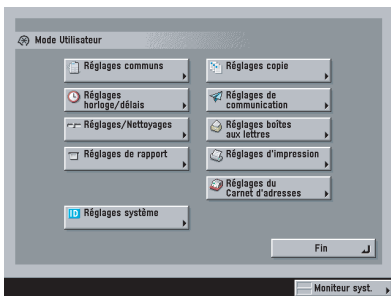 Mode Utilisateur
Réglages communs
Réglages copie
Réglages
horloge/délais
Réglages de
communication
Réglages/Nettoyages
Réglages boîtes
aux lettres
Réglages de rapport
Réglages d'impression
Réglages du
Carnet d'adresses
ID Réglages système
Fin
Moniteur syst.